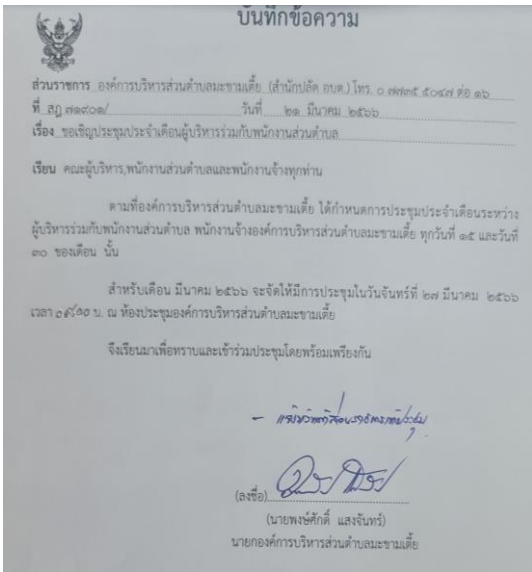 บันทึกข้อความ
ส่วนราชการ องค์การบริหารส่วนตำบลมะขามเตี้ย (สำนักปลัด อบต.) โทร. ๐ ๗๗๓๕ ๕๐๔๗ ต่อ ๑๖
ที่ สฎ ๗๑๙๐๑/ วันที่ ๒๑ มีนาคม ๒๕๖๖
เรื่อง ขอเชิญประชุมประจำเดือนผู้บริหารร่วมกับพนักงานส่วนตำบล
เรียน คณะผู้บริหาร,พนักงานส่วนตำบลและพนักงานจ้างทุกท่าน
ตามที่องค์การบริหารส่วนตำบลมะขามเตี้ย ได้กำหนดการประชุมประจำเดือนระหว่าง
ผู้บริหารร่วมกับพนักงานส่วนตำบล พนักงานจ้างองค์การบริหารส่วนตำบลมะขามเตี้ย ทุกวันที่ ๑๕ และวันที่
๓๐ ของเดือน นั้น
สำหรับเดือน มีนาคม ๒๕๖๖ จะจัดให้มีการประชุมในวันจันทร์ที่ ๒๗ มีนาคม ๒๕๖๖
เวลา ๐๙.๐๐ น. ณ ห้องประชุมองค์การบริหารส่วนตำบลมะขามเตี้ย
จึงเรียนมาเพื่อทราบและเข้าร่วมประชุมโดยพร้อมเพรียงกัน
(ลงชื่อ)
(นายพงษ์ศักดิ์ แสงจันทร์)
นายกองค์การบริหารส่วนตำบลมะขามเตี้ย